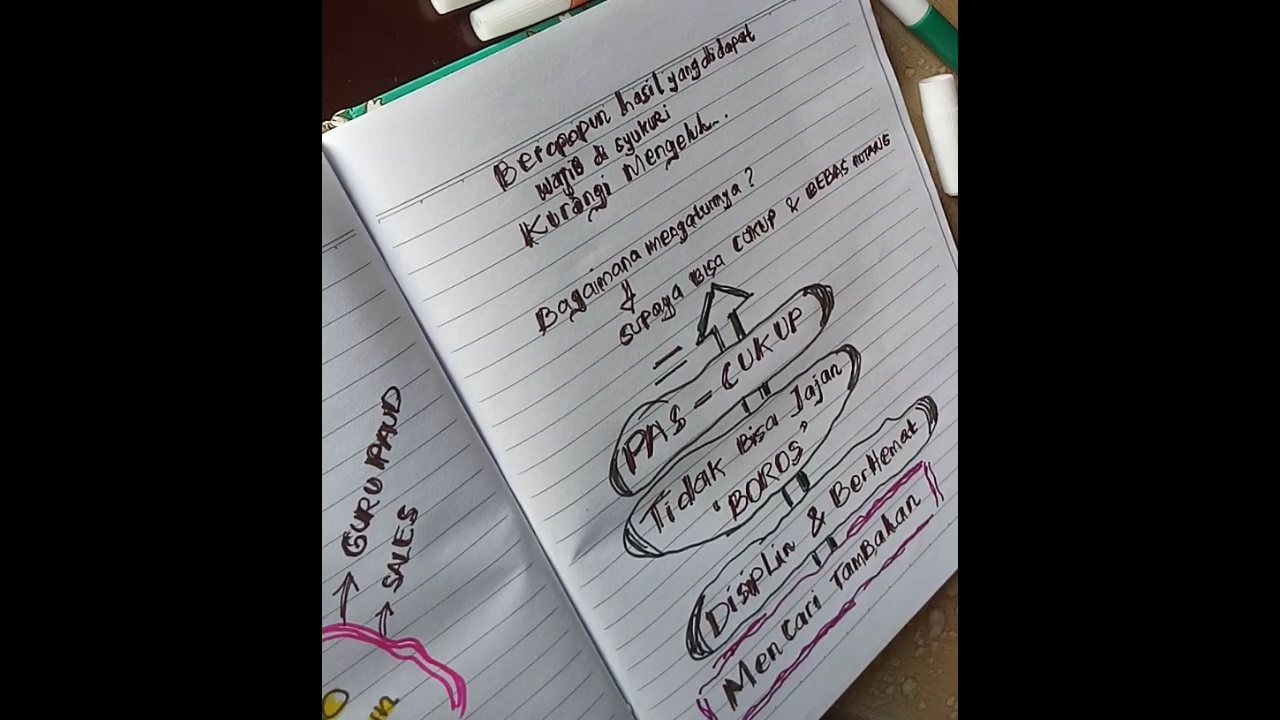 Berapapun hasil yang didapat
wajib di syukuri
Kurangi Mengeluh...
Bagaimana mengaturnya?
supaya Bisa CUKUP & BEBAS HUTANG
=
PAS - CUKUP
Tidak Bisa Jajan
"BOROS"
Disiplin & BerHemat
Mencari TamBahan
GURU PAUD
SALES